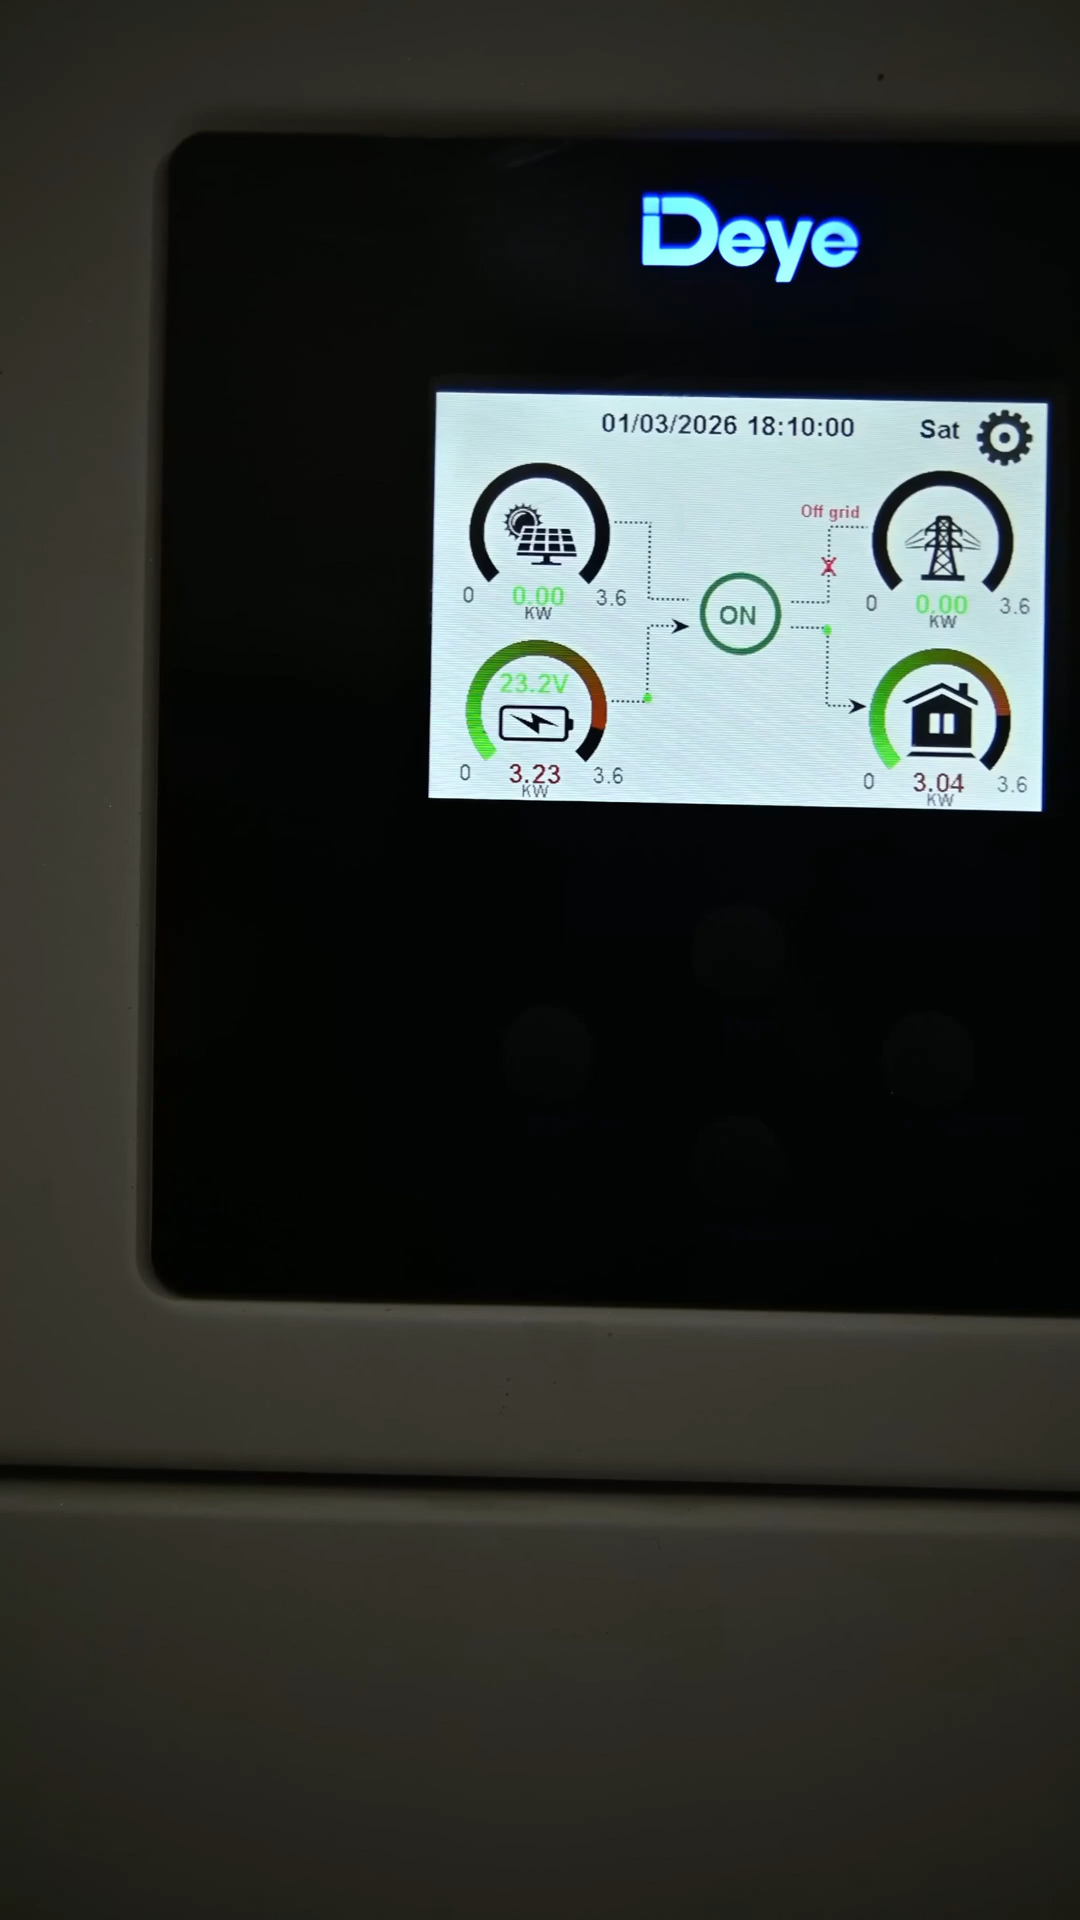 Deye
01/03/2026 18:10:00 Sat
Off grid
0 0.00 3.6
KW
0 0.00 3.6
KW
ON
23.2V
0 3.23 3.6
KW
0 3.04 3.6
KW